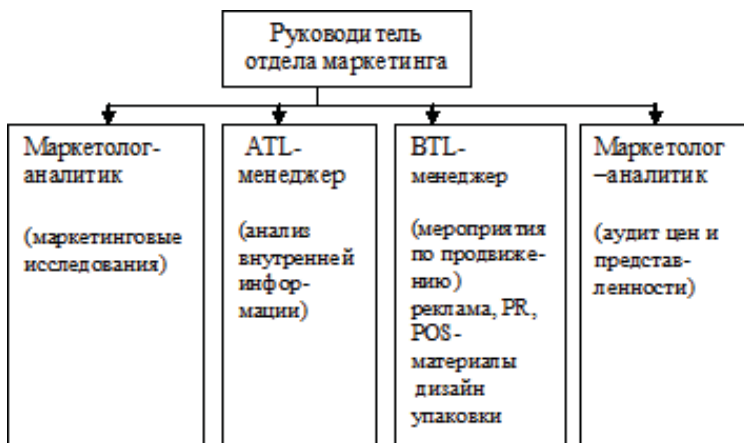 Руководитель
отдела маркетинга
Маркетолог-
аналитик
(маркетинговые
исследования)
ATL-
менеджер
(анализ
внутренней
инфор-
мации)
BTL-
менеджер
(мероприятия
по продвиже-
нию)
реклама, PR,
POS-
материалы
дизайн
упаковки
Маркетолог
–аналитик
(аудит цен и
представ-
ленности)